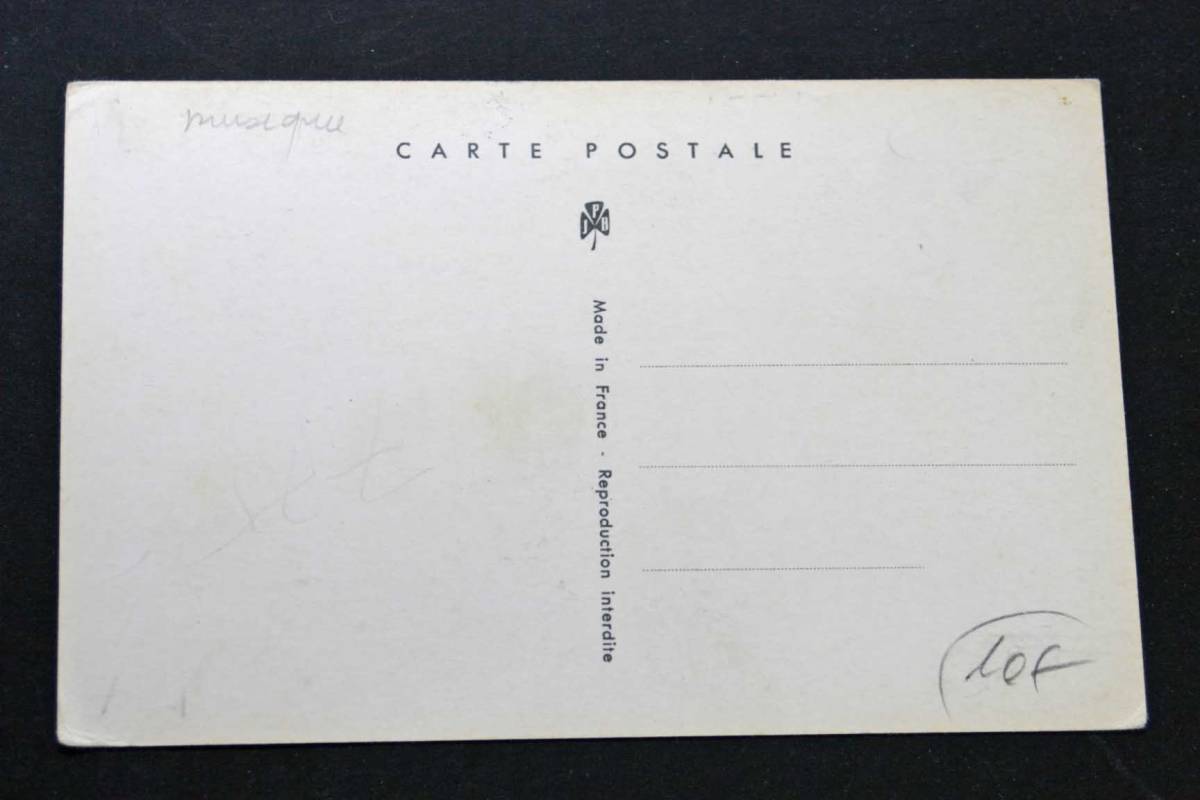 musique
CARTE POSTALE
J P R
Made in France - Reproduction interdite
10F